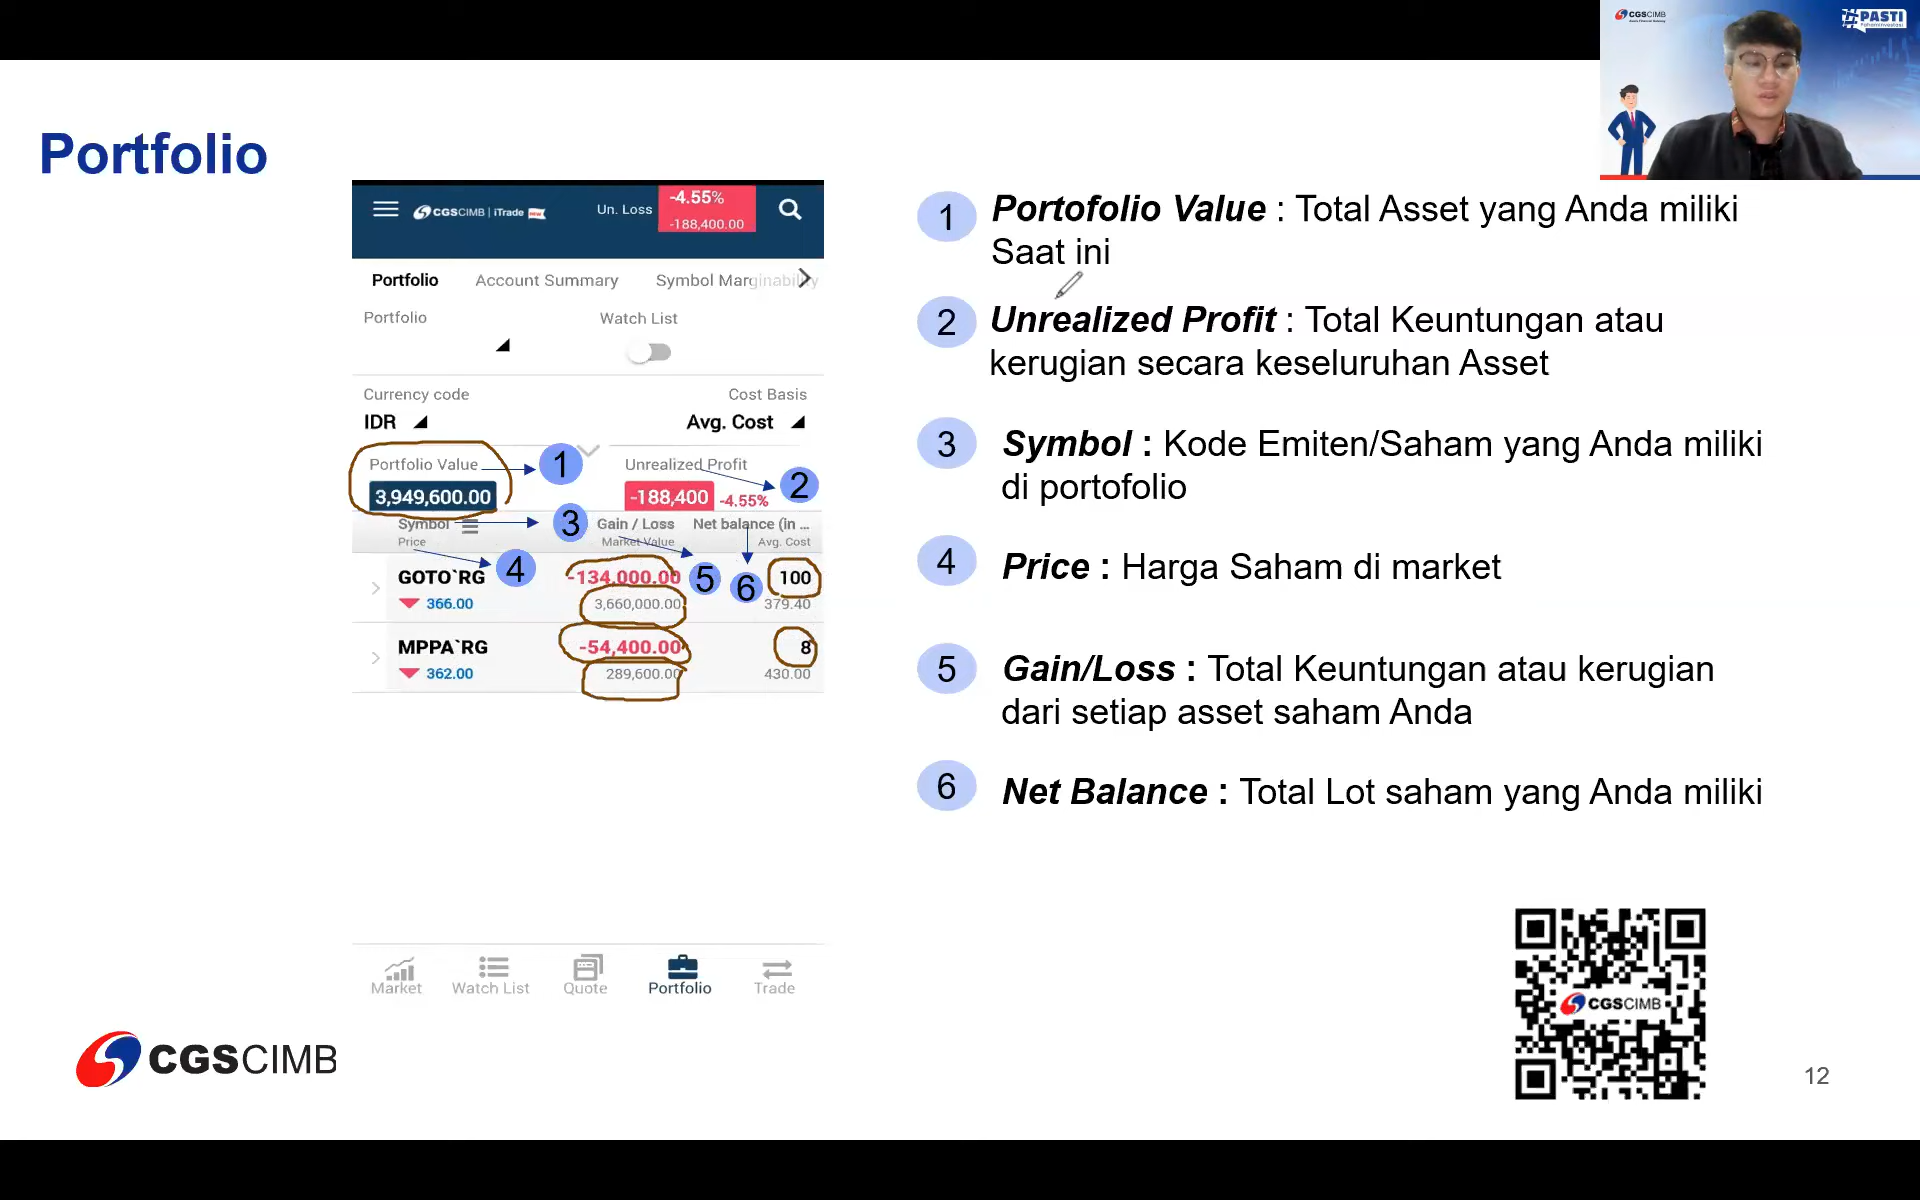 CGSCIMB
#PASTI
Portfolio
CGSCIMB | iTrade NEW
Un. Loss
-4.55%
-188,400.00
Portfolio
Account Summary
Symbol Marginability
Portfolio
Watch List
Currency code
Cost Basis
IDR
Avg. Cost
Portfolio Value
1
Unrealized Profit
2
3,949,600.00
-188,400
-4.55%
Symbol
3
Gain / Loss
Net balance (in ...
Price
Market Value
Avg. Cost
GOTO`RG
4
-134,000.00
5
6
100
366.00
3,660,000.00
379.40
MPPA`RG
-54,400.00
8
362.00
289,600.00
430.00
Market
Watch List
Quote
Portfolio
Trade
1
Portofolio Value : Total Asset yang Anda miliki
Saat ini
2
Unrealized Profit : Total Keuntungan atau
kerugian secara keseluruhan Asset
3
Symbol : Kode Emiten/Saham yang Anda miliki
di portofolio
4
Price : Harga Saham di market
5
Gain/Loss : Total Keuntungan atau kerugian
dari setiap asset saham Anda
6
Net Balance : Total Lot saham yang Anda miliki
CGSCIMB
CGSCIMB
12